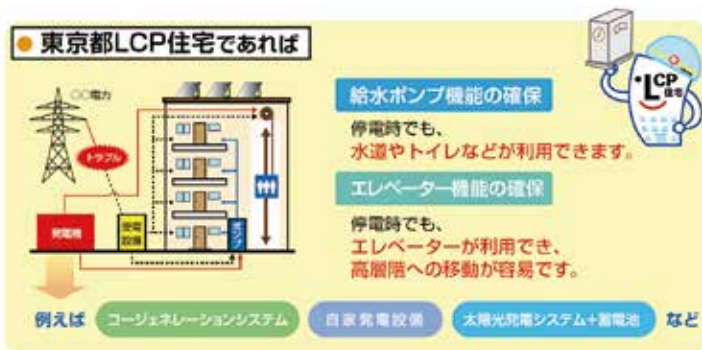 東京都LCP住宅であれば
LCP
住宅
○○電力
トラブル
発電機
受電
設備
ポンプ
給水ポンプ機能の確保
停電時でも、
水道やトイレなどが利用できます。
エレベーター機能の確保
停電時でも、
エレベーターが利用でき、
高層階への移動が容易です。
例えば
コージェネレーションシステム
自家発電設備
太陽光発電システム+蓄電池
など